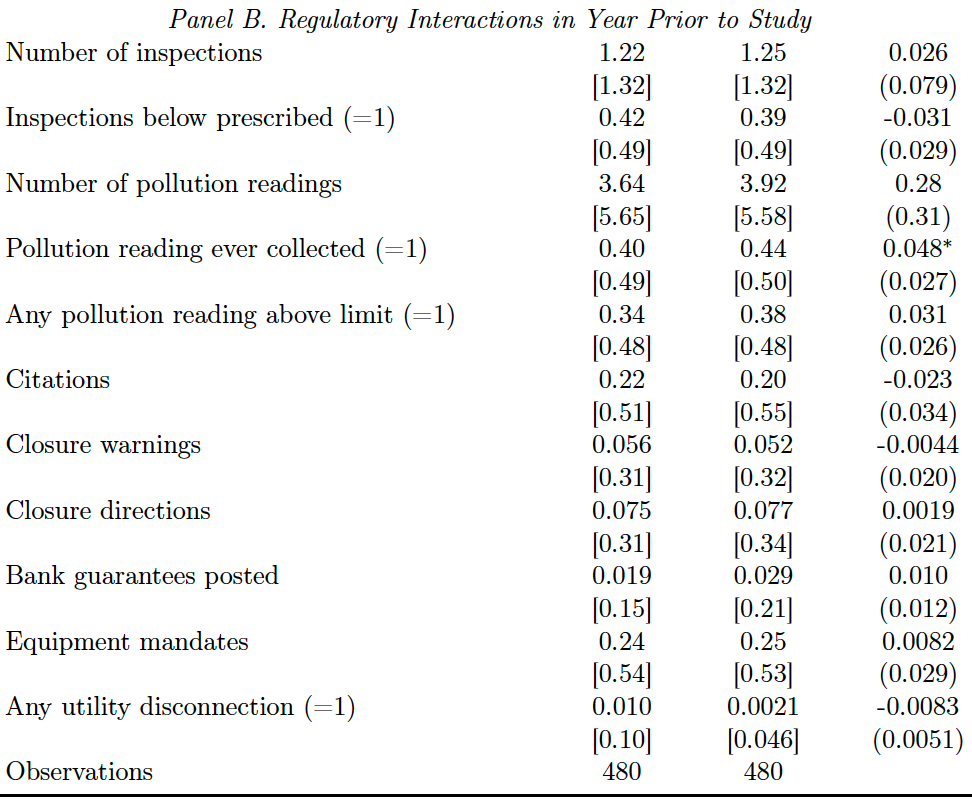 Panel B. Regulatory Interactions in Year Prior to Study
Number of inspections 1.22 1.25 0.026
[1.32] [1.32] (0.079)
Inspections below prescribed (=1) 0.42 0.39 -0.031
[0.49] [0.49] (0.029)
Number of pollution readings 3.64 3.92 0.28
[5.65] [5.58] (0.31)
Pollution reading ever collected (=1) 0.40 0.44 0.048*
[0.49] [0.50] (0.027)
Any pollution reading above limit (=1) 0.34 0.38 0.031
[0.48] [0.48] (0.026)
Citations 0.22 0.20 -0.023
[0.51] [0.55] (0.034)
Closure warnings 0.056 0.052 -0.0044
[0.31] [0.32] (0.020)
Closure directions 0.075 0.077 0.0019
[0.31] [0.34] (0.021)
Bank guarantees posted 0.019 0.029 0.010
[0.15] [0.21] (0.012)
Equipment mandates 0.24 0.25 0.0082
[0.54] [0.53] (0.029)
Any utility disconnection (=1) 0.010 0.0021 -0.0083
[0.10] [0.046] (0.0051)
Observations 480 480